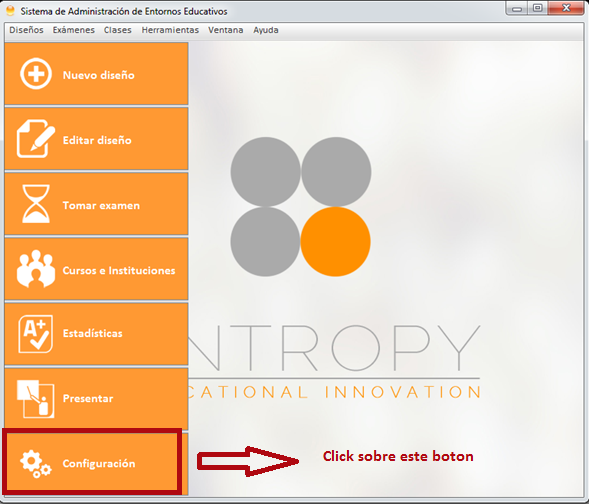 Sistema de Administración de Entornos Educativos
Diseños Exámenes Clases Herramientas Ventana Ayuda
Nuevo diseño
Editar diseño
Tomar examen
Cursos e Instituciones
A+
Estadísticas
NTROPY
CATIONAL INNOVATION
Presentar
Configuración
Click sobre este boton